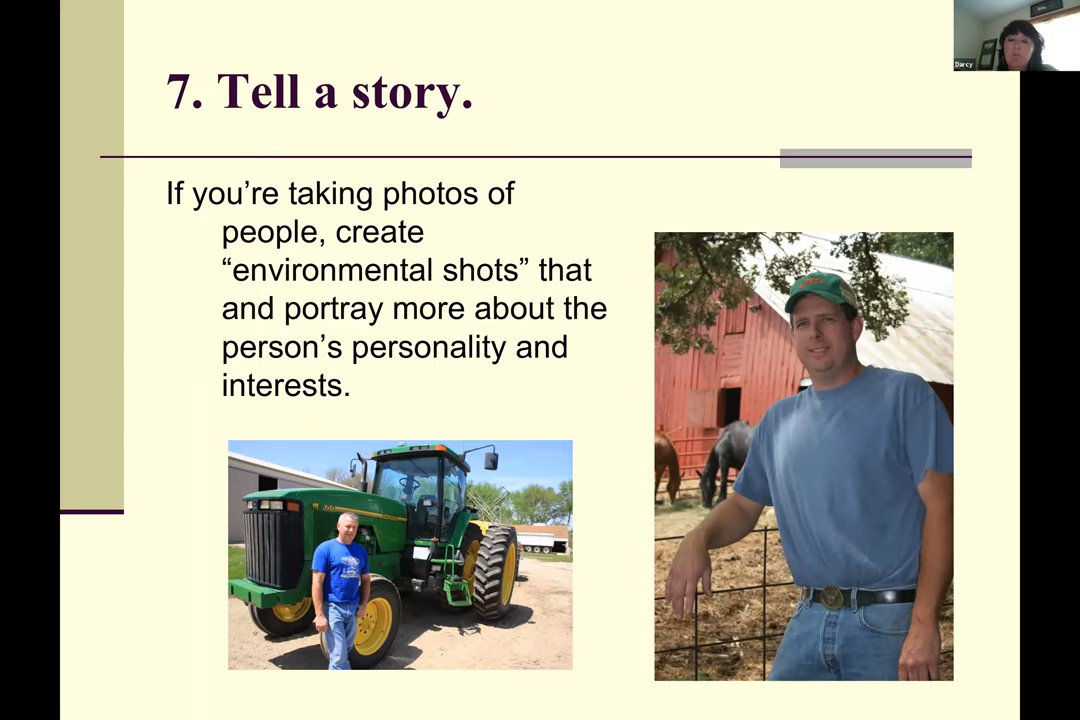 Darcy
7. Tell a story.
If you’re taking photos of
people, create
“environmental shots” that
and portray more about the
person’s personality and
interests.